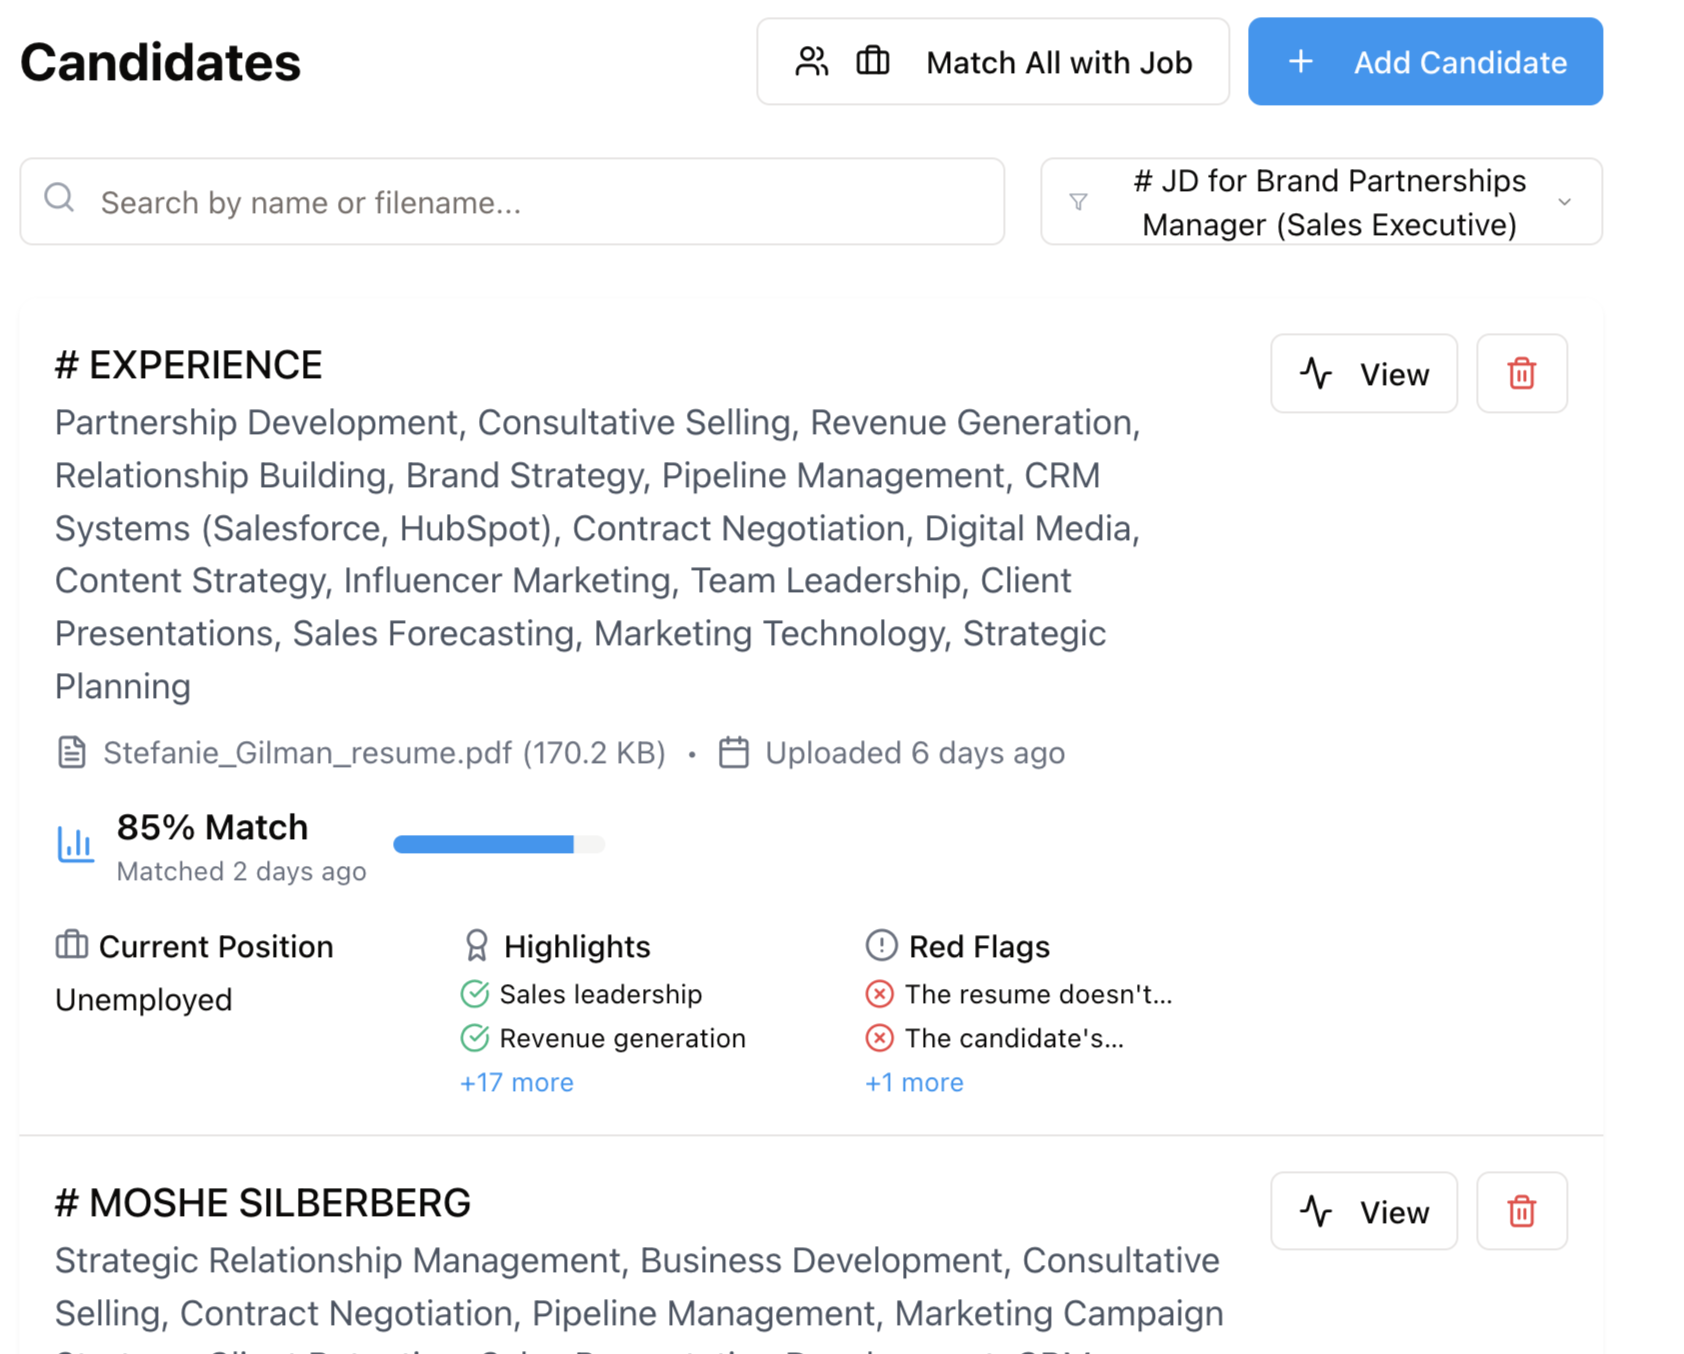 Candidates
Match All with Job
Add Candidate
Search by name or filename...
# JD for Brand Partnerships
Manager (Sales Executive)
# EXPERIENCE
View
Partnership Development, Consultative Selling, Revenue Generation,
Relationship Building, Brand Strategy, Pipeline Management, CRM
Systems (Salesforce, HubSpot), Contract Negotiation, Digital Media,
Content Strategy, Influencer Marketing, Team Leadership, Client
Presentations, Sales Forecasting, Marketing Technology, Strategic
Planning
Stefanie_Gilman_resume.pdf (170.2 KB) • Uploaded 6 days ago
85% Match
Matched 2 days ago
Current Position
Unemployed
Highlights
Sales leadership
Revenue generation
+17 more
Red Flags
The resume doesn't...
The candidate's...
+1 more
# MOSHE SILBERBERG
View
Strategic Relationship Management, Business Development, Consultative
Selling, Contract Negotiation, Pipeline Management, Marketing Campaign